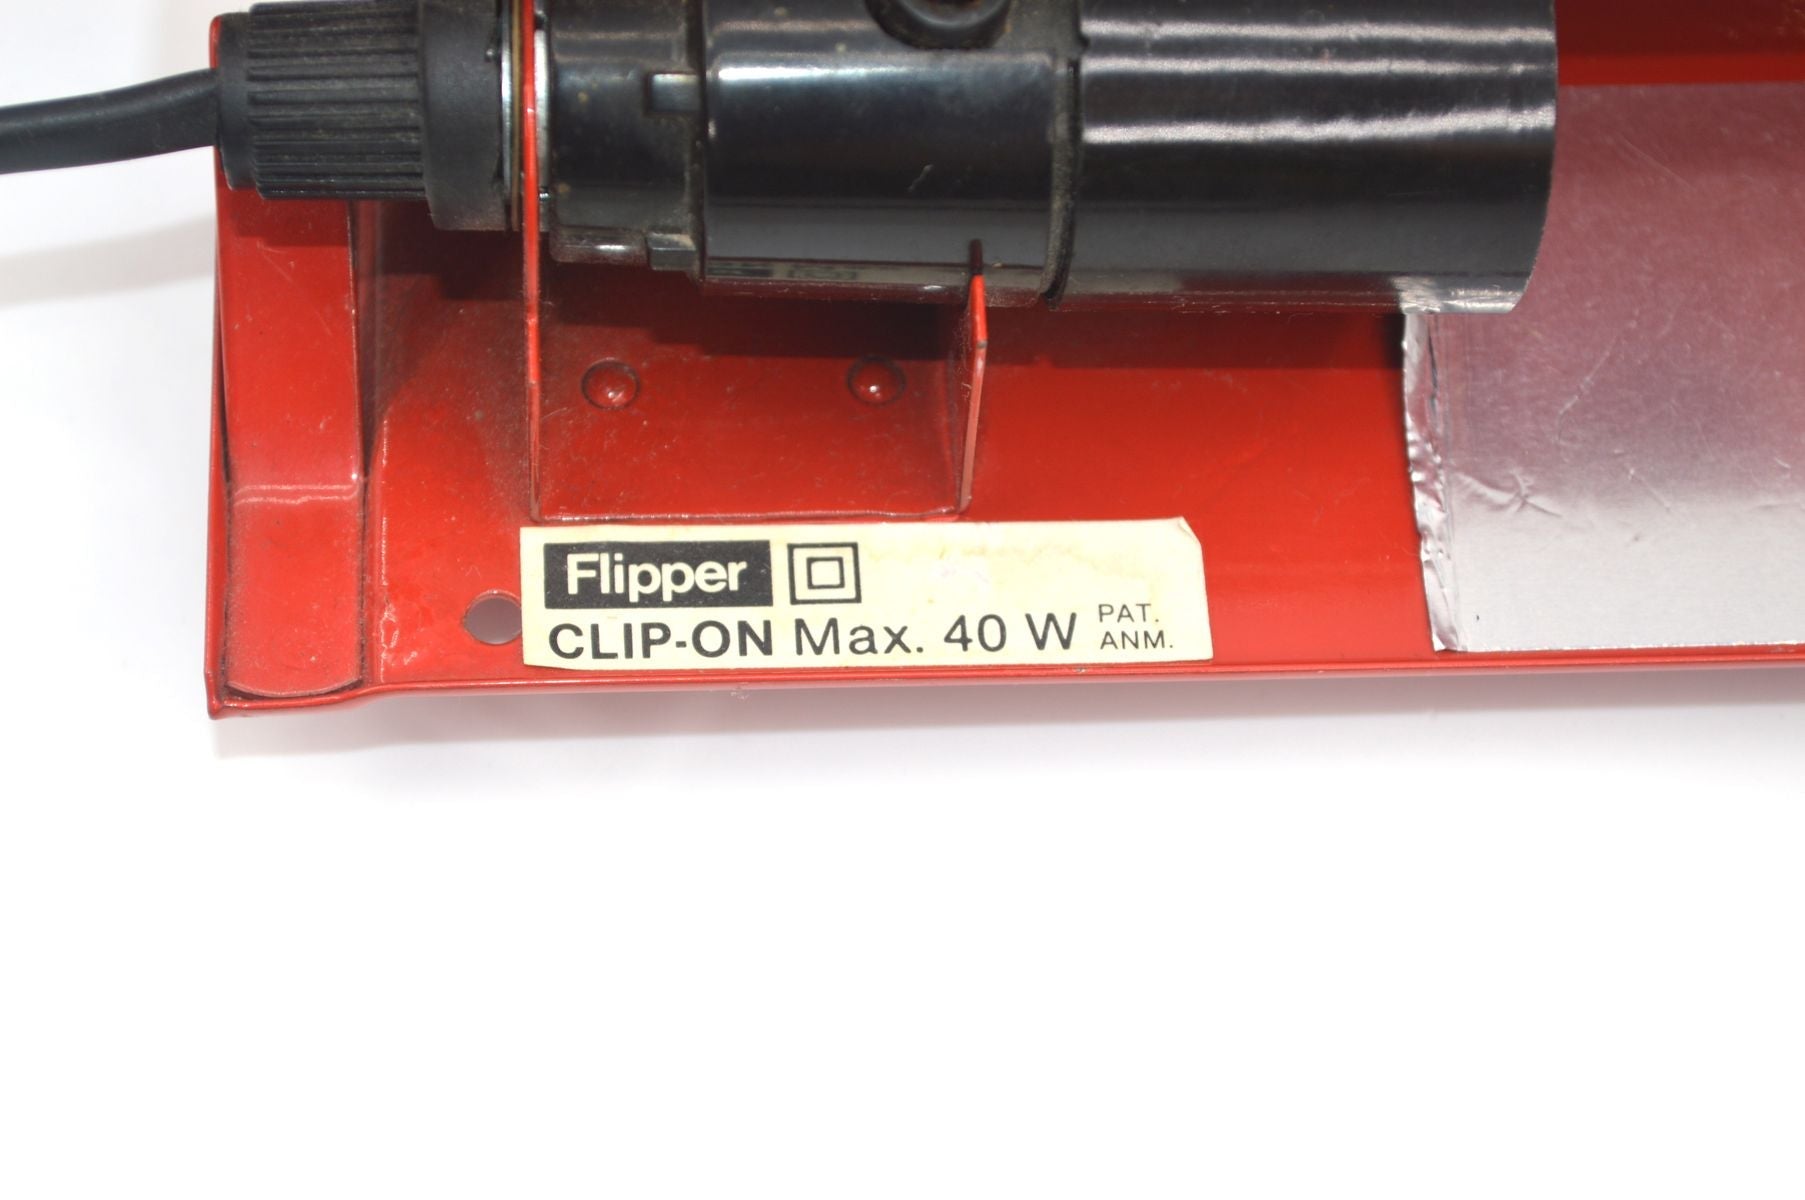 Flipper
CLIP-ON Max. 40 W PAT. ANM.